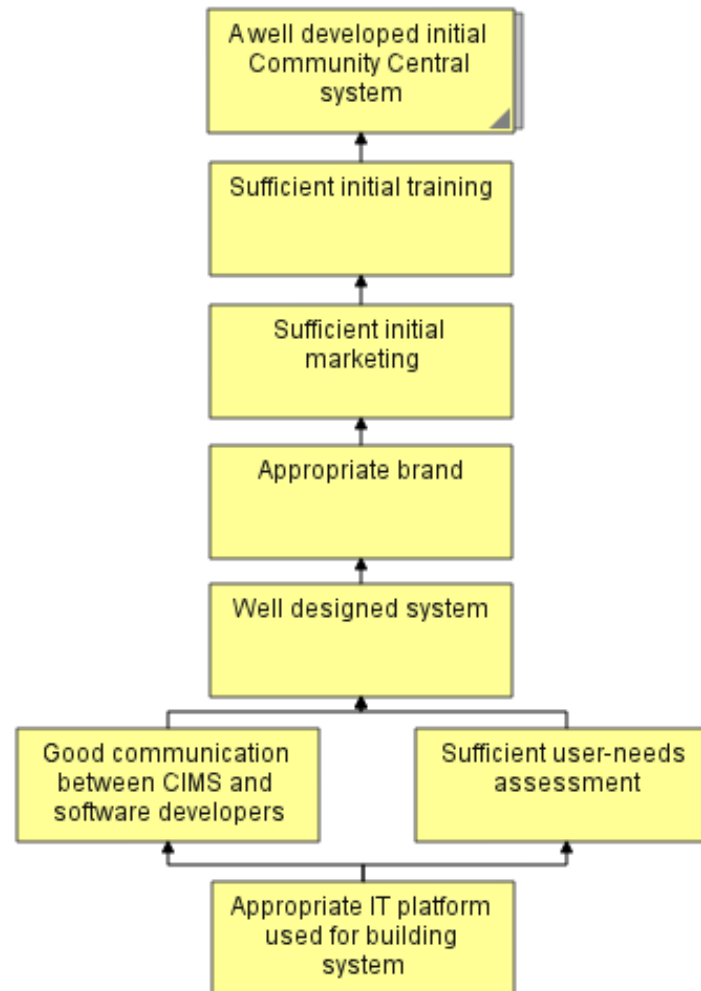 A well developed initial
Community Central
system
Sufficient initial training
Sufficient initial
marketing
Appropriate brand
Well designed system
Good communication
between CIMS and
software developers
Sufficient user-needs
assessment
Appropriate IT platform
used for building
system